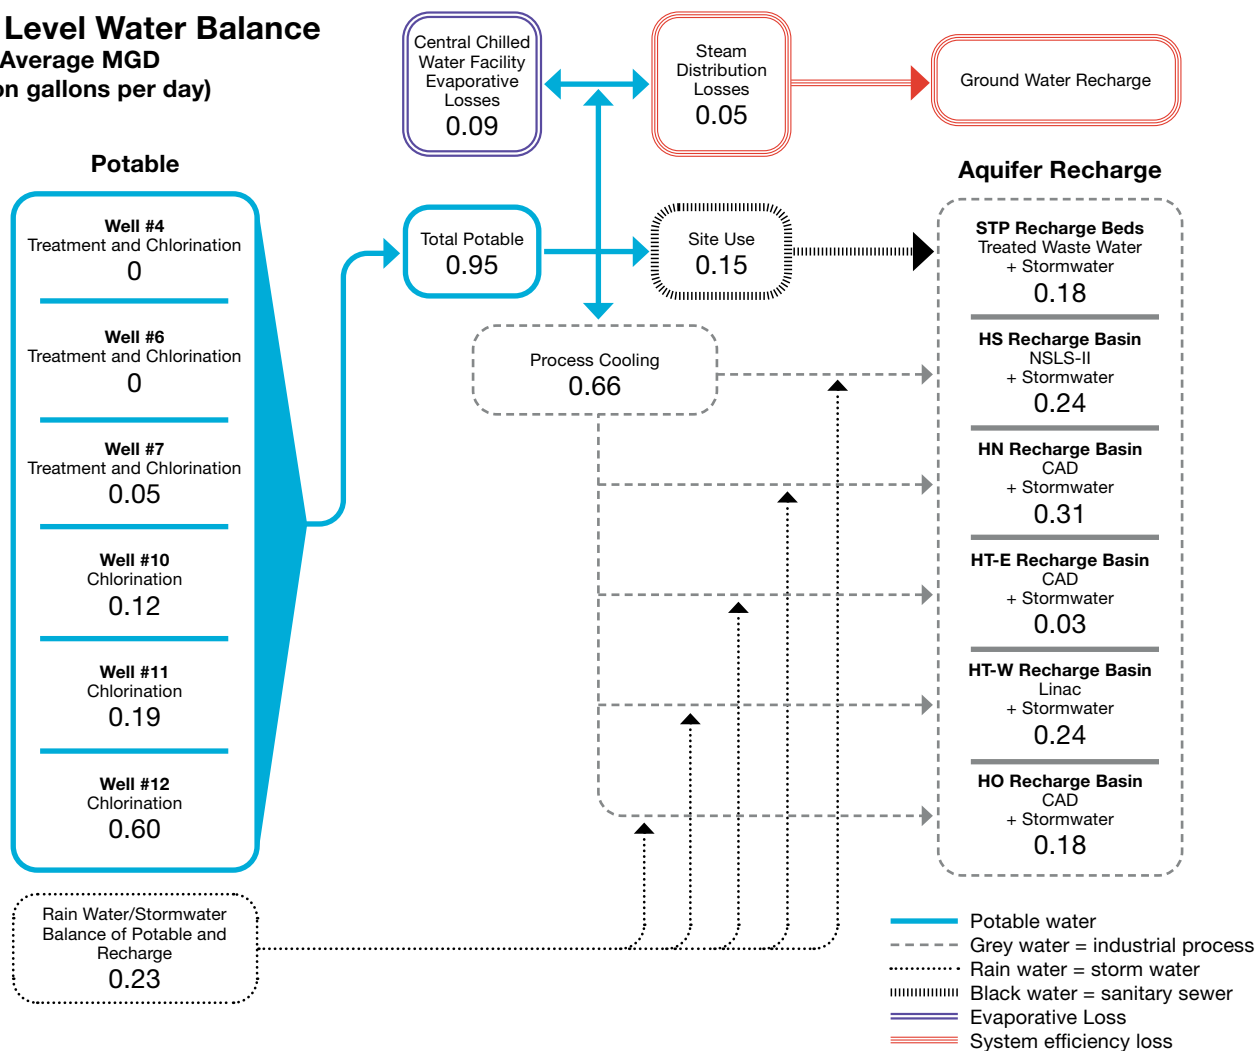 Level Water Balance
Average MGD
on gallons per day)
Central Chilled
Water Facility
Evaporative
Losses
0.09
Steam
Distribution
Losses
0.05
Ground Water Recharge
Potable
Well #4
Treatment and Chlorination
0
Well #6
Treatment and Chlorination
0
Well #7
Treatment and Chlorination
0.05
Well #10
Chlorination
0.12
Well #11
Chlorination
0.19
Well #12
Chlorination
0.60
Total Potable
0.95
Site Use
0.15
Process Cooling
0.66
Aquifer Recharge
STP Recharge Beds
Treated Waste Water
+ Stormwater
0.18
HS Recharge Basin
NSLS-II
+ Stormwater
0.24
HN Recharge Basin
CAD
+ Stormwater
0.31
HT-E Recharge Basin
CAD
+ Stormwater
0.03
HT-W Recharge Basin
Linac
+ Stormwater
0.24
HO Recharge Basin
CAD
+ Stormwater
0.18
Rain Water/Stormwater
Balance of Potable and
Recharge
0.23
Potable water
Grey water = industrial process
Rain water = storm water
Black water = sanitary sewer
Evaporative Loss
System efficiency loss